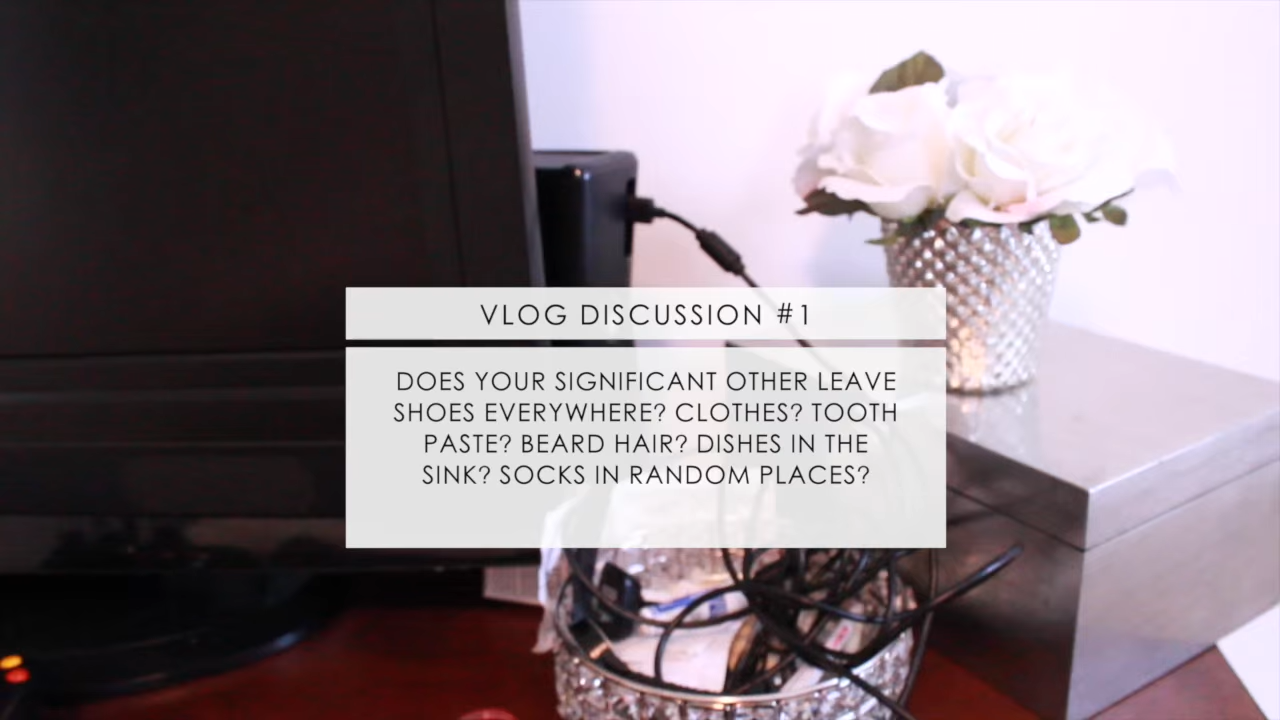 VLOG DISCUSSION #1
DOES YOUR SIGNIFICANT OTHER LEAVE
SHOES EVERYWHERE? CLOTHES? TOOTH
PASTE? BEARD HAIR? DISHES IN THE
SINK? SOCKS IN RANDOM PLACES?